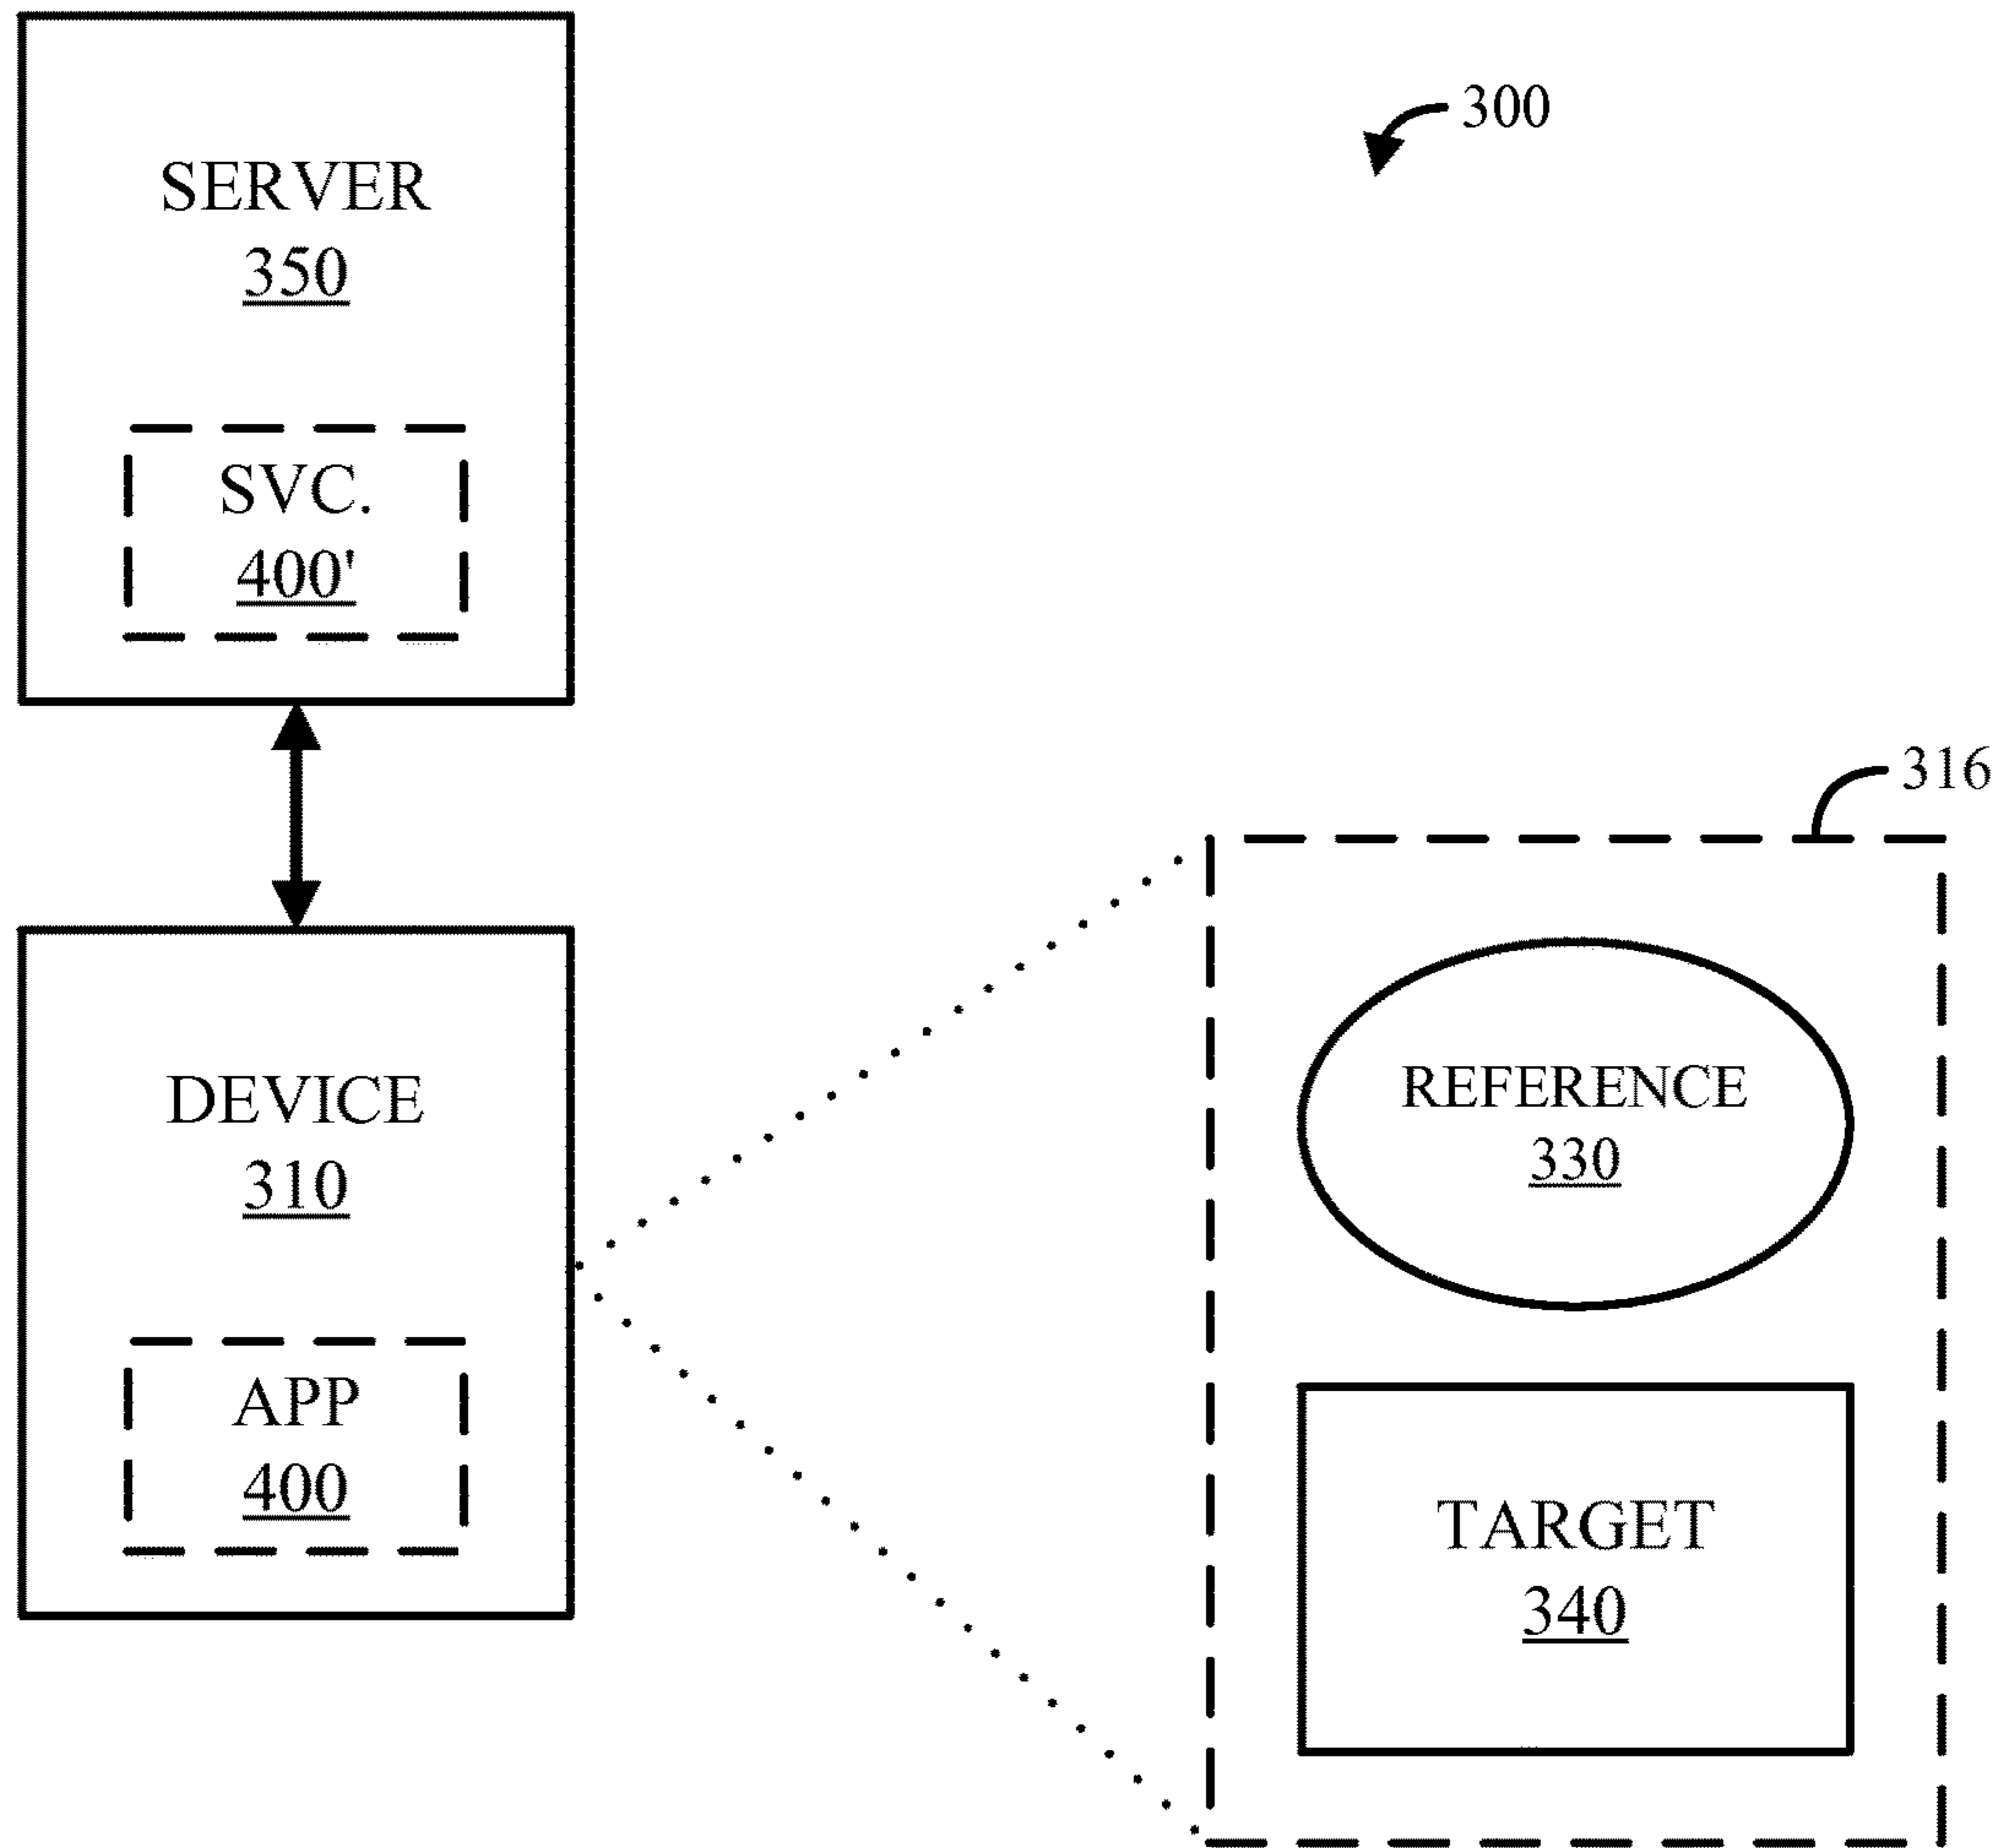 SERVER
350
SVC.
400'
300
DEVICE
310
APP
400
316
REFERENCE
330
TARGET
340